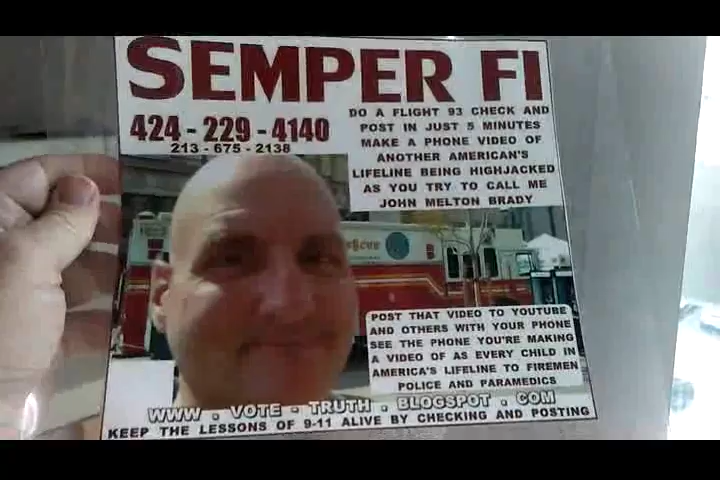 SEMPER FI
424 - 229 - 4140
213 - 675 - 2138
DO A FLIGHT 93 CHECK AND
POST IN JUST 5 MINUTES
MAKE A PHONE VIDEO OF
ANOTHER AMERICAN'S
LIFELINE BEING HIGHJACKED
AS YOU TRY TO CALL ME
JOHN MELTON BRADY
Rescue
POST THAT VIDEO TO YOUTUBE
AND OTHERS WITH YOUR PHONE
SEE THE PHONE YOU'RE MAKING
A VIDEO OF AS EVERY CHILD IN
AMERICA'S LIFELINE TO FIREMEN
POLICE AND PARAMEDICS
WWW . VOTE - TRUTH . BLOGSPOT . COM
KEEP THE LESSONS OF 9-11 ALIVE BY CHECKING AND POSTING